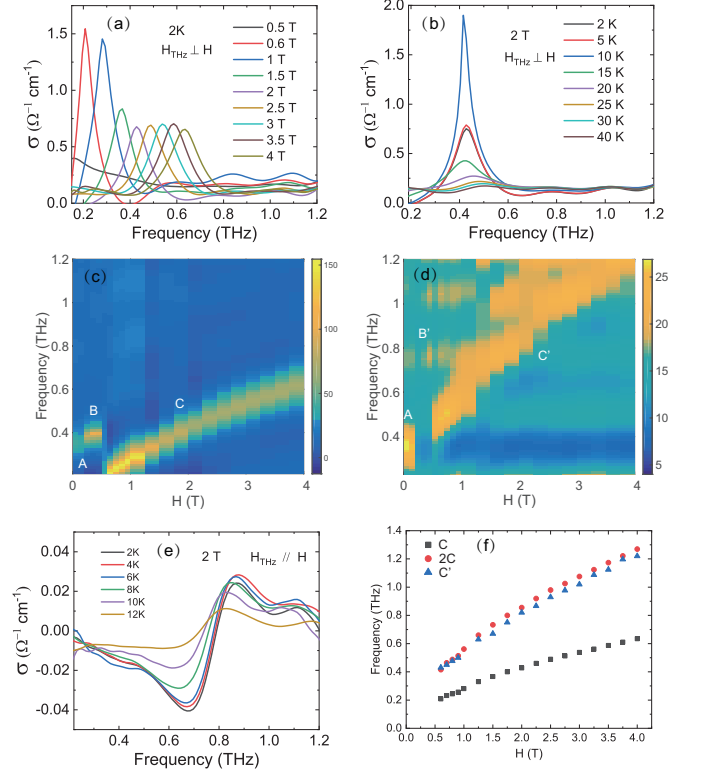 (a)
2K
H_THz ⊥ H
0.5 T
0.6 T
1 T
1.5 T
2 T
2.5 T
3 T
3.5 T
4 T
σ (Ω⁻¹ cm⁻¹)
1.5
1.0
0.5
0.0
0.2 0.4 0.6 0.8 1.0 1.2
Frequency (THz)
(b)
2 T
H_THz ⊥ H
2 K
5 K
10 K
15 K
20 K
25 K
30 K
40 K
σ (Ω⁻¹ cm⁻¹)
2.0
1.5
1.0
0.5
0.0
0.2 0.4 0.6 0.8 1.0 1.2
Frequency (THz)
(c)
Frequency (THz)
1.2
1
0.8
0.6
0.4
A
B
C
0 1 2 3 4
H (T)
150
100
50
0
(d)
Frequency (THz)
1.2
1
0.8
0.6
0.4
A
B'
C'
0 1 2 3 4
H (T)
25
20
15
10
5
(e)
2 T
H_THz // H
2K
4K
6K
8K
10K
12K
σ (Ω⁻¹ cm⁻¹)
0.04
0.02
0.00
-0.02
-0.04
0.4 0.6 0.8 1.0 1.2
Frequency (THz)
(f)
C
2C
C'
Frequency (THz)
1.4
1.2
1.0
0.8
0.6
0.4
0.2
0.0
0.0 0.5 1.0 1.5 2.0 2.5 3.0 3.5 4.0
H (T)